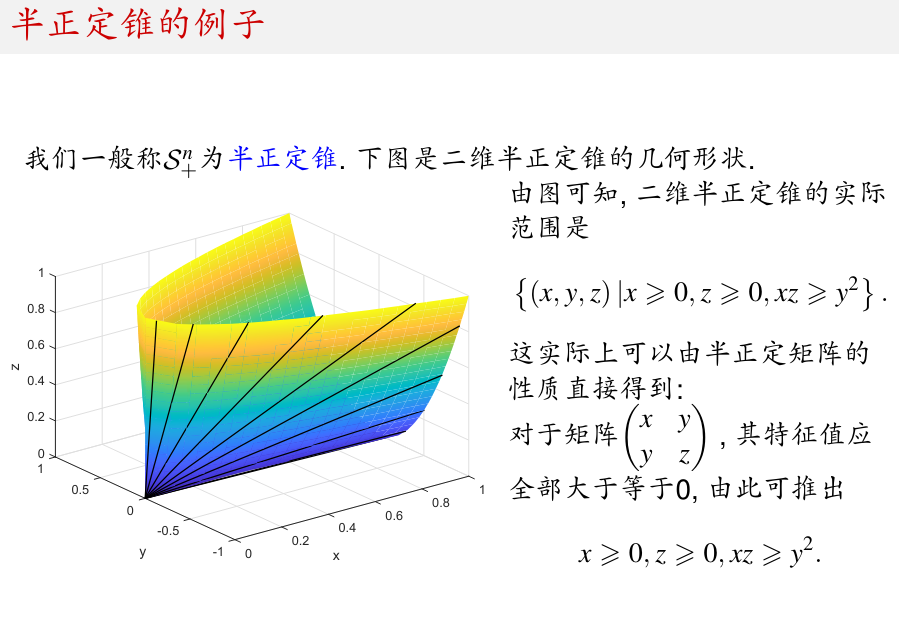 半正定锥的例子
我们一般称$\mathcal{S}_+^n$为半正定锥. 下图是二维半正定锥的几何形状.
由图可知, 二维半正定锥的实际
范围是
$\{(x, y, z) \,|\, x \geqslant 0, z \geqslant 0, xz \geqslant y^2\}$.
这实际上可以由半正定矩阵的
性质直接得到:
对于矩阵$\begin{pmatrix} x & y \\ y & z \end{pmatrix}$, 其特征值应
全部大于等于0, 由此可推出
$x \geqslant 0, z \geqslant 0, xz \geqslant y^2.$
1
0.8
0.6
0.4
0.2
0
z
1
0.5
0
-0.5
-1
y
0
0.2
0.4
0.6
0.8
1
x